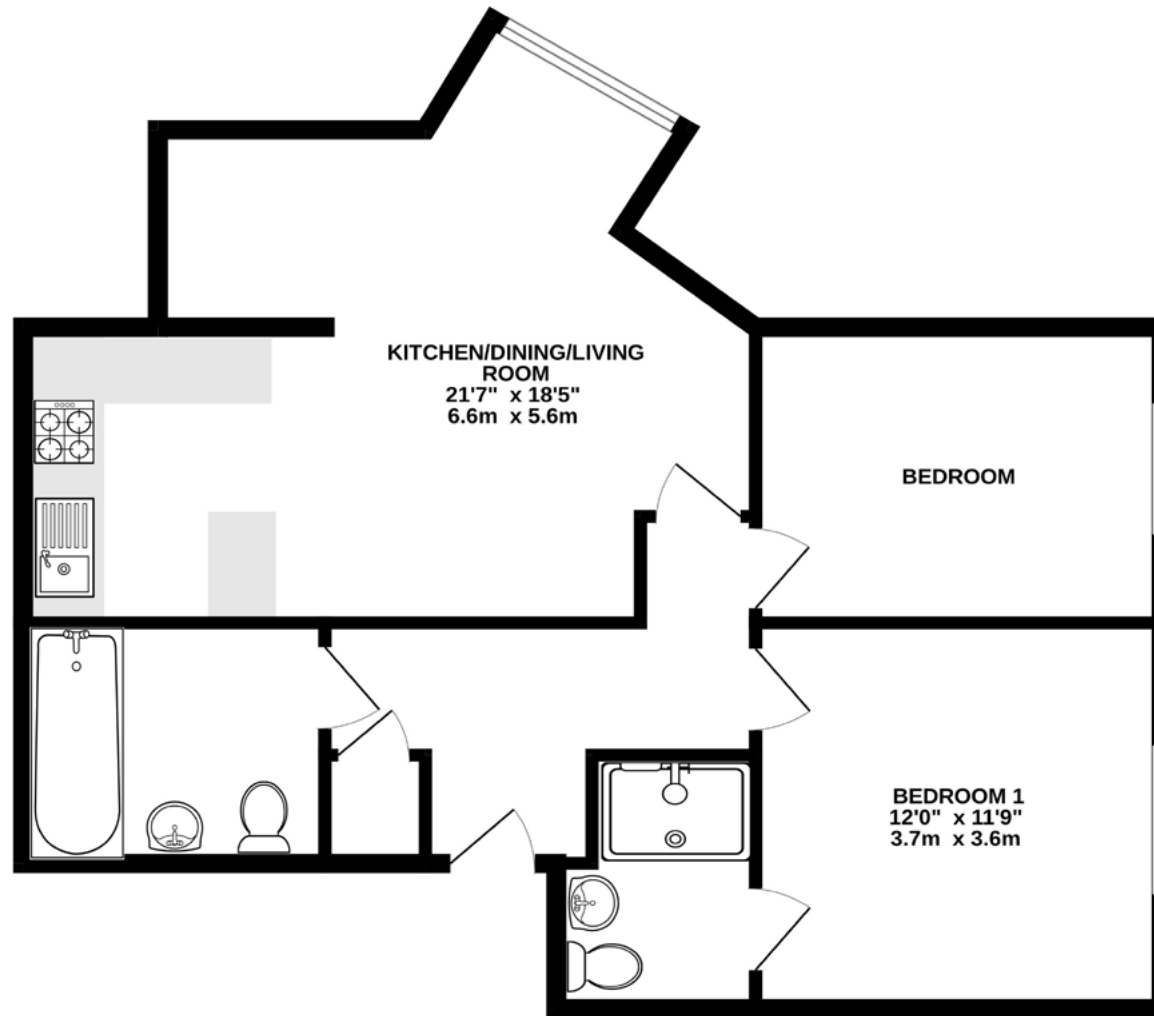 KITCHEN/DINING/LIVING
ROOM
21'7" x 18'5"
6.6m x 5.6m
BEDROOM
BEDROOM 1
12'0" x 11'9"
3.7m x 3.6m